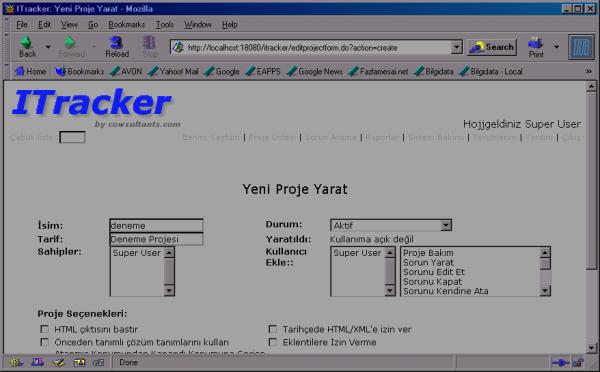 ITracker: Yeni Proje Yarat - Mozilla
File Edit View Go Bookmarks Tools Window Help
Back Forward Reload Stop http://localhost:18080/itracker/editprojectform.do?action=create Search Print
Home Bookmarks AVON Yahoo! Mail Google EAPPS Google News Fazlamesai.net Bilgidata Bilgidata - Local
ITracker
by cowsultants.com
Hojjgeldiniz Super User
Çabuk liste: Benim Sayfam | Proje Listesi | Sorun Arama | Raporlar | Sistem Bakımı | Tercihlerim | Yardım | Çıkış
Yeni Proje Yarat
İsim: deneme Durum: Aktif
Tarif: Deneme Projesi Yaratıldı: Kullanıma açık değil
Sahipler: Super User Kullanıcı Ekle:: Super User Proje Bakım
Sorun Yarat
Sorunu Edit Et
Sorunu Kapat
Sorunu Kendine Ata
Proje Seçenekleri:
HTML çıktısını bastır Tarihçede HTML/XML'e izin ver
Önceden tanımlı çözüm tanımlarını kullan Eklentilere İzin Verme
Done